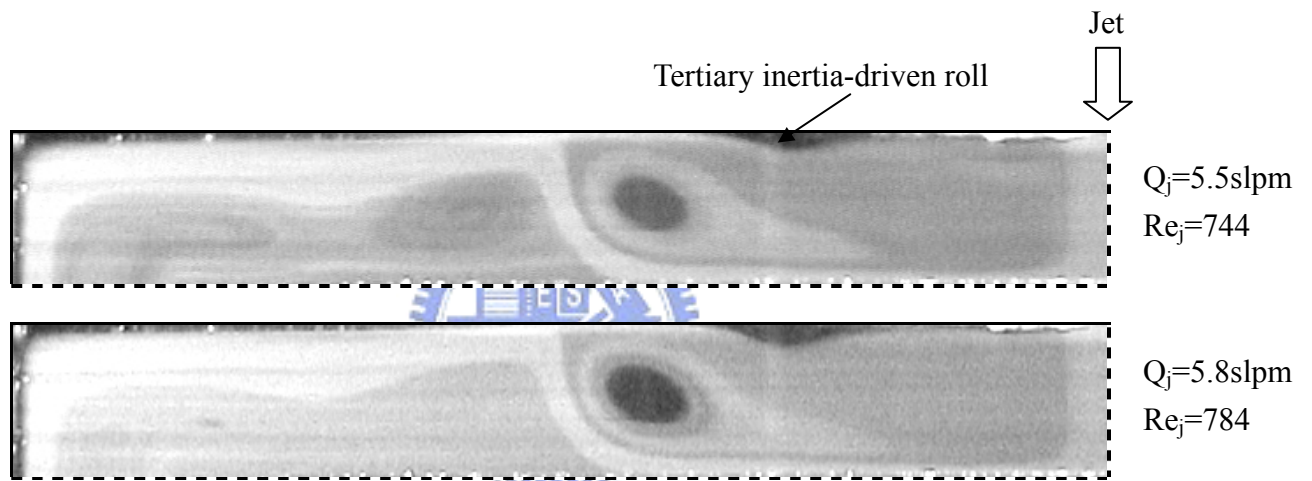 Jet
Tertiary inertia-driven roll
Qj=5.5slpm
Rej=744
Qj=5.8slpm
Rej=784